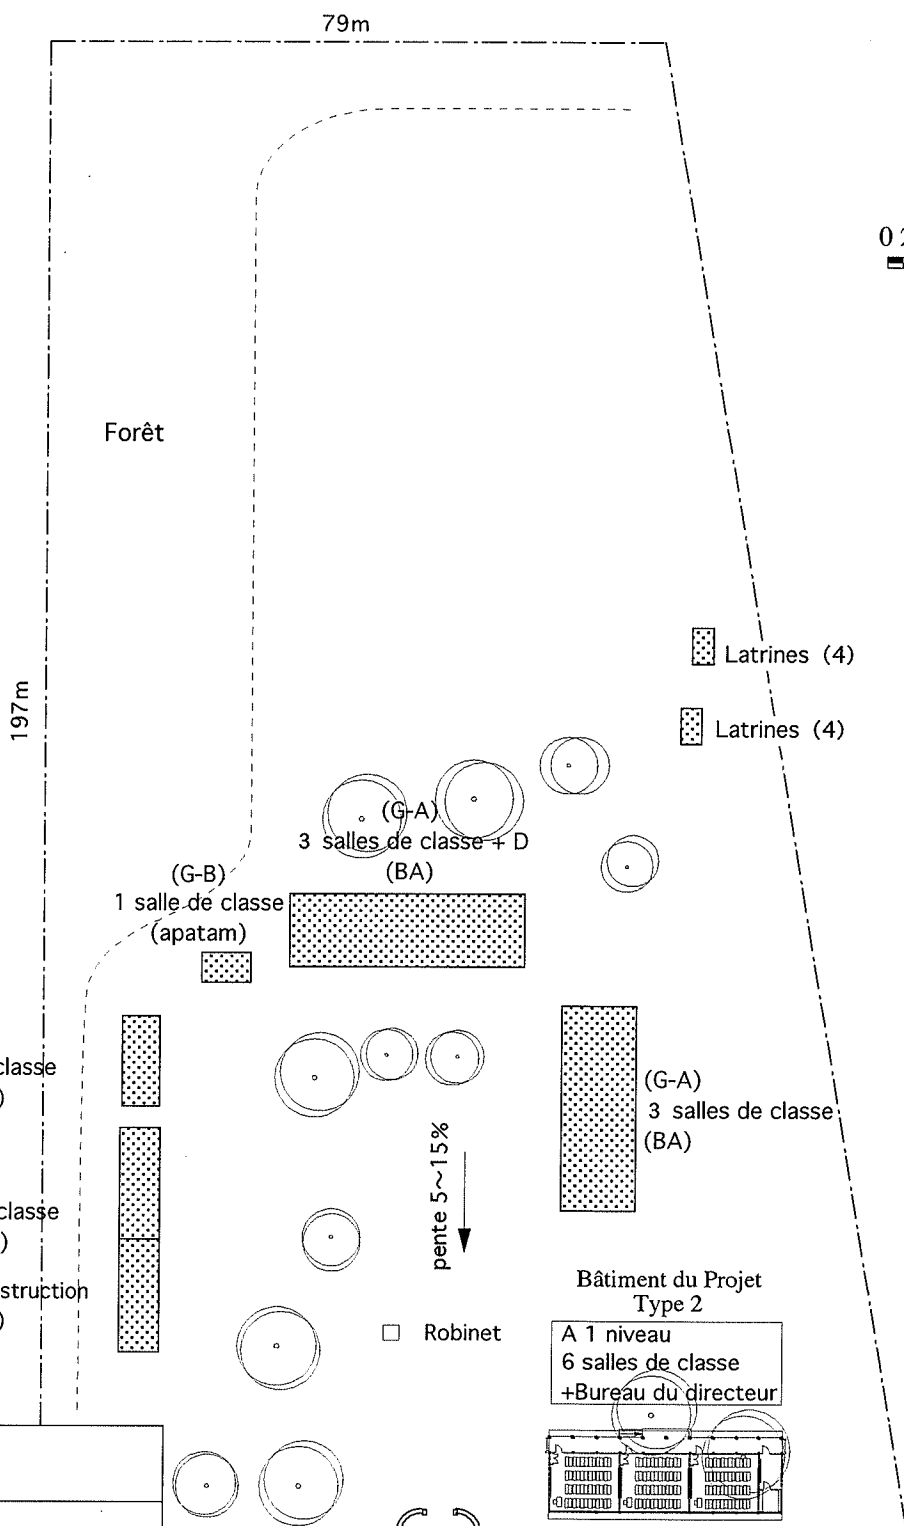 79m
0
Forêt
197m
Latrines (4)
Latrines (4)
(G-A)
3 salles de classe + D
(BA)
(G-B)
1 salle de classe
(apatam)
classe
)
(G-A)
3 salles de classe
(BA)
pente 5~15%
classe
)
struction
)
Bâtiment du Projet
Type 2
Robinet
A 1 niveau
6 salles de classe
+Bureau du directeur